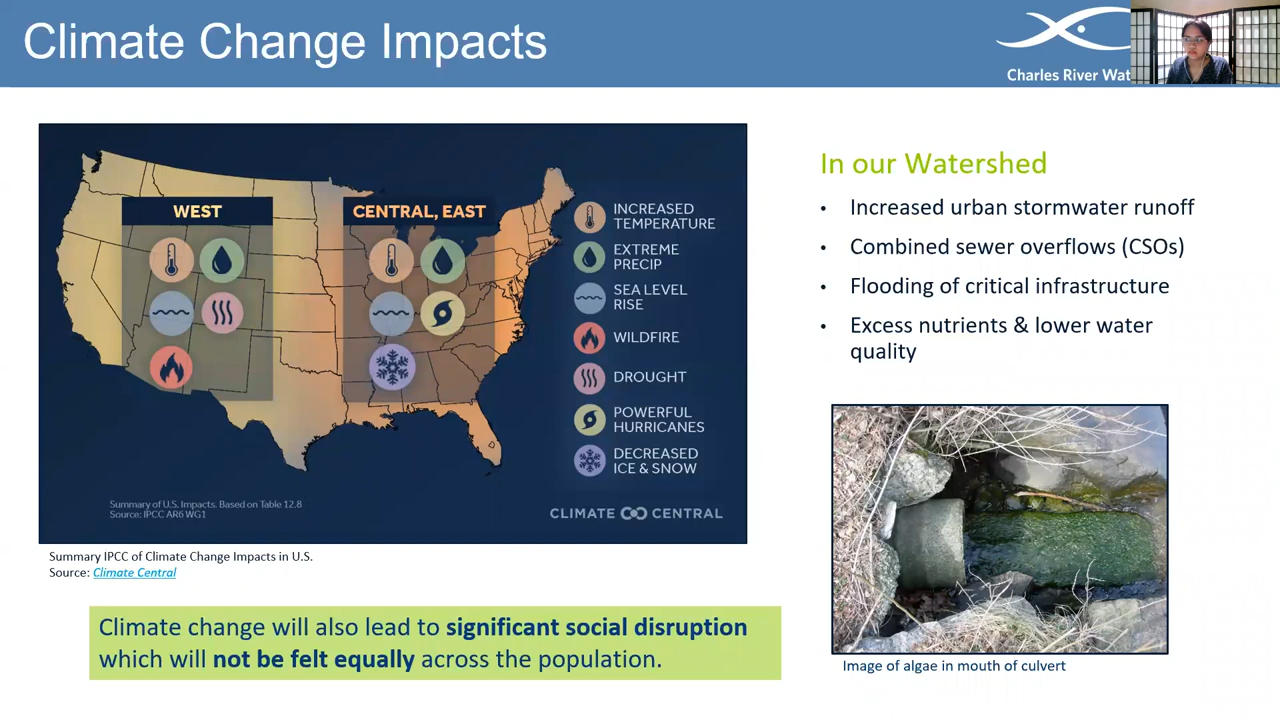 Climate Change Impacts
Charles River Wat
WEST
CENTRAL, EAST
INCREASED
TEMPERATURE
EXTREME
PRECIP
SEA LEVEL
RISE
WILDFIRE
DROUGHT
POWERFUL
HURRICANES
DECREASED
ICE & SNOW
Summary of U.S. Impacts. Based on Table 12.8
Source: IPCC AR6 WG1
CLIMATE CENTRAL
Summary IPCC of Climate Change Impacts in U.S.
Source: Climate Central
Climate change will also lead to significant social disruption
which will not be felt equally across the population.
In our Watershed
• Increased urban stormwater runoff
• Combined sewer overflows (CSOs)
• Flooding of critical infrastructure
• Excess nutrients & lower water
quality
Image of algae in mouth of culvert